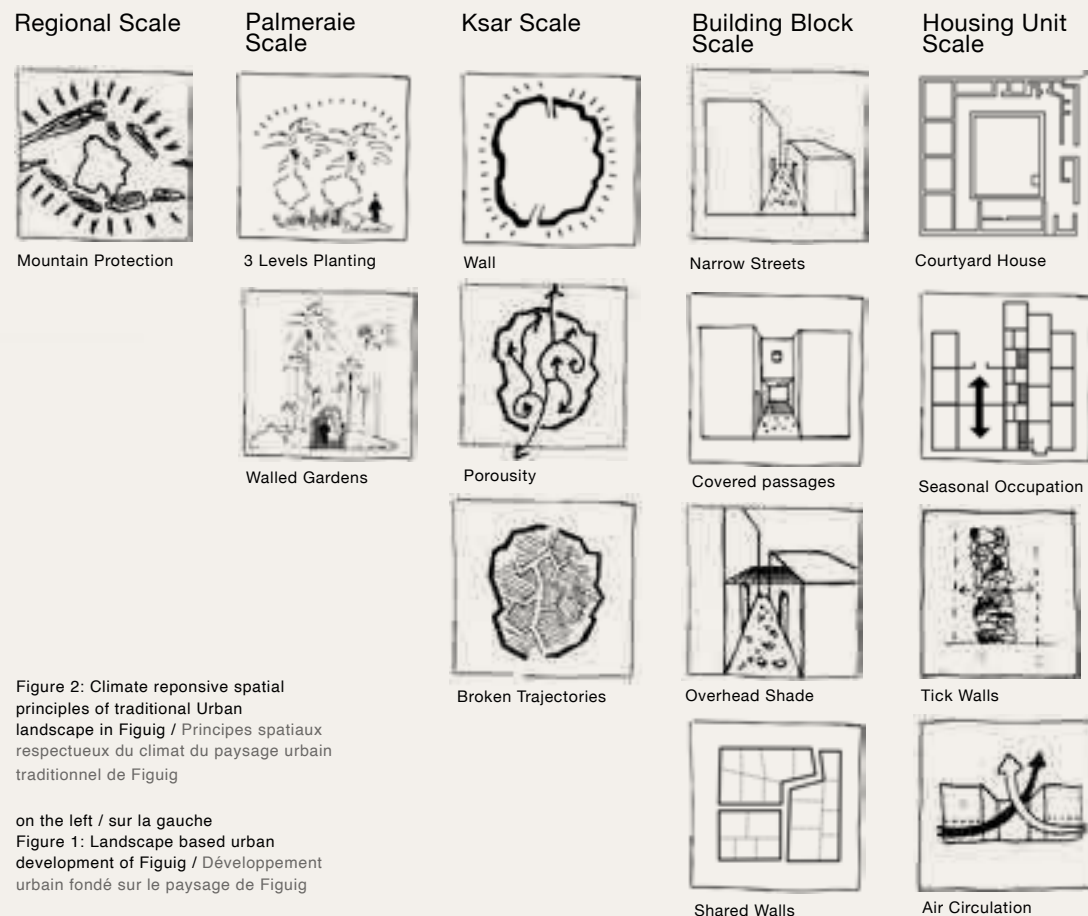 Regional Scale
Palmeraie
Scale
Ksar Scale
Building Block
Scale
Housing Unit
Scale
Mountain Protection
3 Levels Planting
Wall
Narrow Streets
Courtyard House
Walled Gardens
Porousity
Covered passages
Seasonal Occupation
Broken Trajectories
Overhead Shade
Tick Walls
Shared Walls
Air Circulation
Figure 2: Climate reponsive spatial
principles of traditional Urban
landscape in Figuig / Principes spatiaux
respectueux du climat du paysage urbain
traditionnel de Figuig
on the left / sur la gauche
Figure 1: Landscape based urban
development of Figuig / Développement
urbain fondé sur le paysage de Figuig